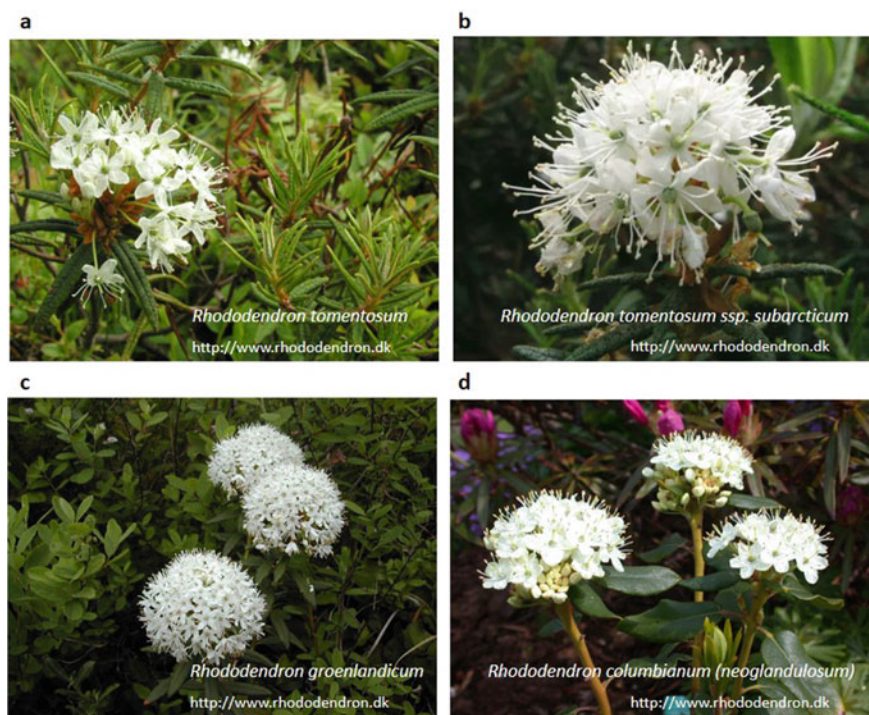 a
b
Rhododendron tomentosum
http://www.rhododendron.dk
Rhododendron tomentosum ssp. subarcticum
http://www.rhododendron.dk
c
d
Rhododendron groenlandicum
http://www.rhododendron.dk
Rhododendron columbianum (neoglandulosum)
http://www.rhododendron.dk